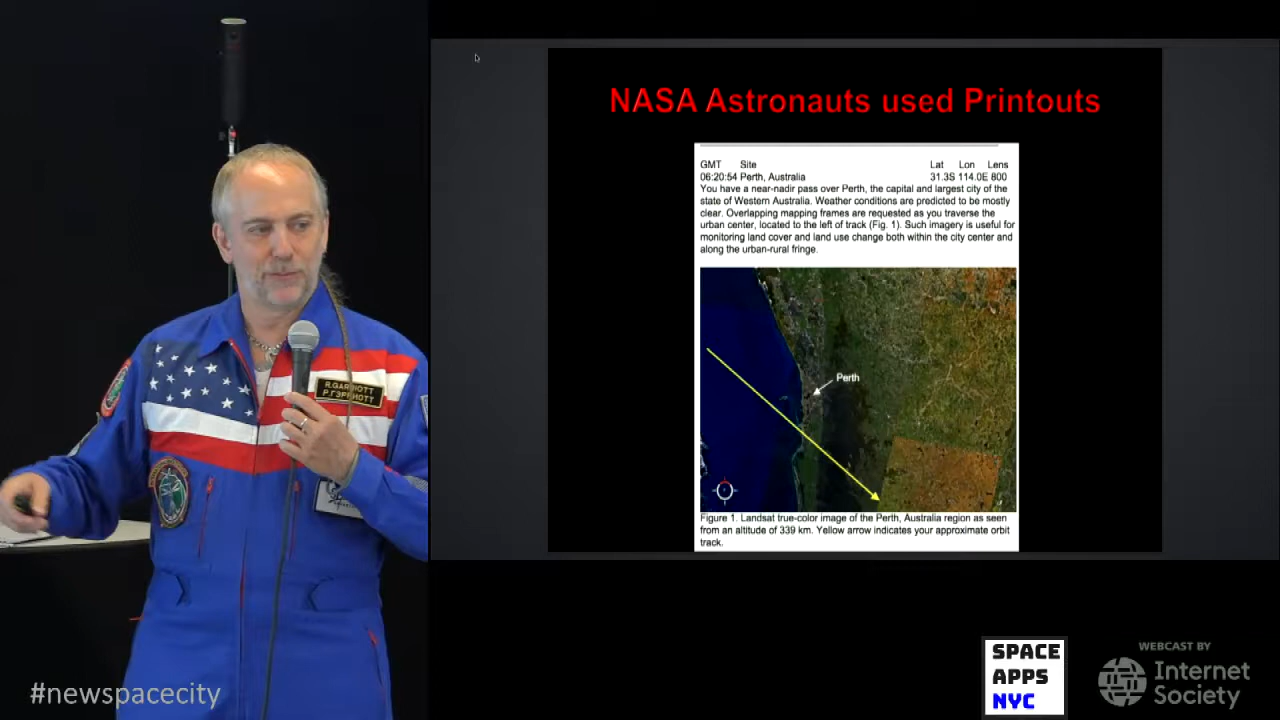 NASA Astronauts used Printouts
GMT Site Lat Lon Lens
06:20:54 Perth, Australia 31.3S 114.0E 800
You have a near-nadir pass over Perth, the capital and largest city of the
state of Western Australia. Weather conditions are predicted to be mostly
clear. Overlapping mapping frames are requested as you traverse the
urban center, located to the left of track (Fig. 1). Such imagery is useful for
monitoring land cover and land use change both within the city center and
along the urban-rural fringe.
Perth
Figure 1. Landsat true-color image of the Perth, Australia region as seen
from an altitude of 339 km. Yellow arrow indicates your approximate orbit
track.
R.GARRIOTT
Р.ГЭРРИОТТ
#newspacecity
SPACE
APPS
NYC
WEBCAST BY
Internet
Society